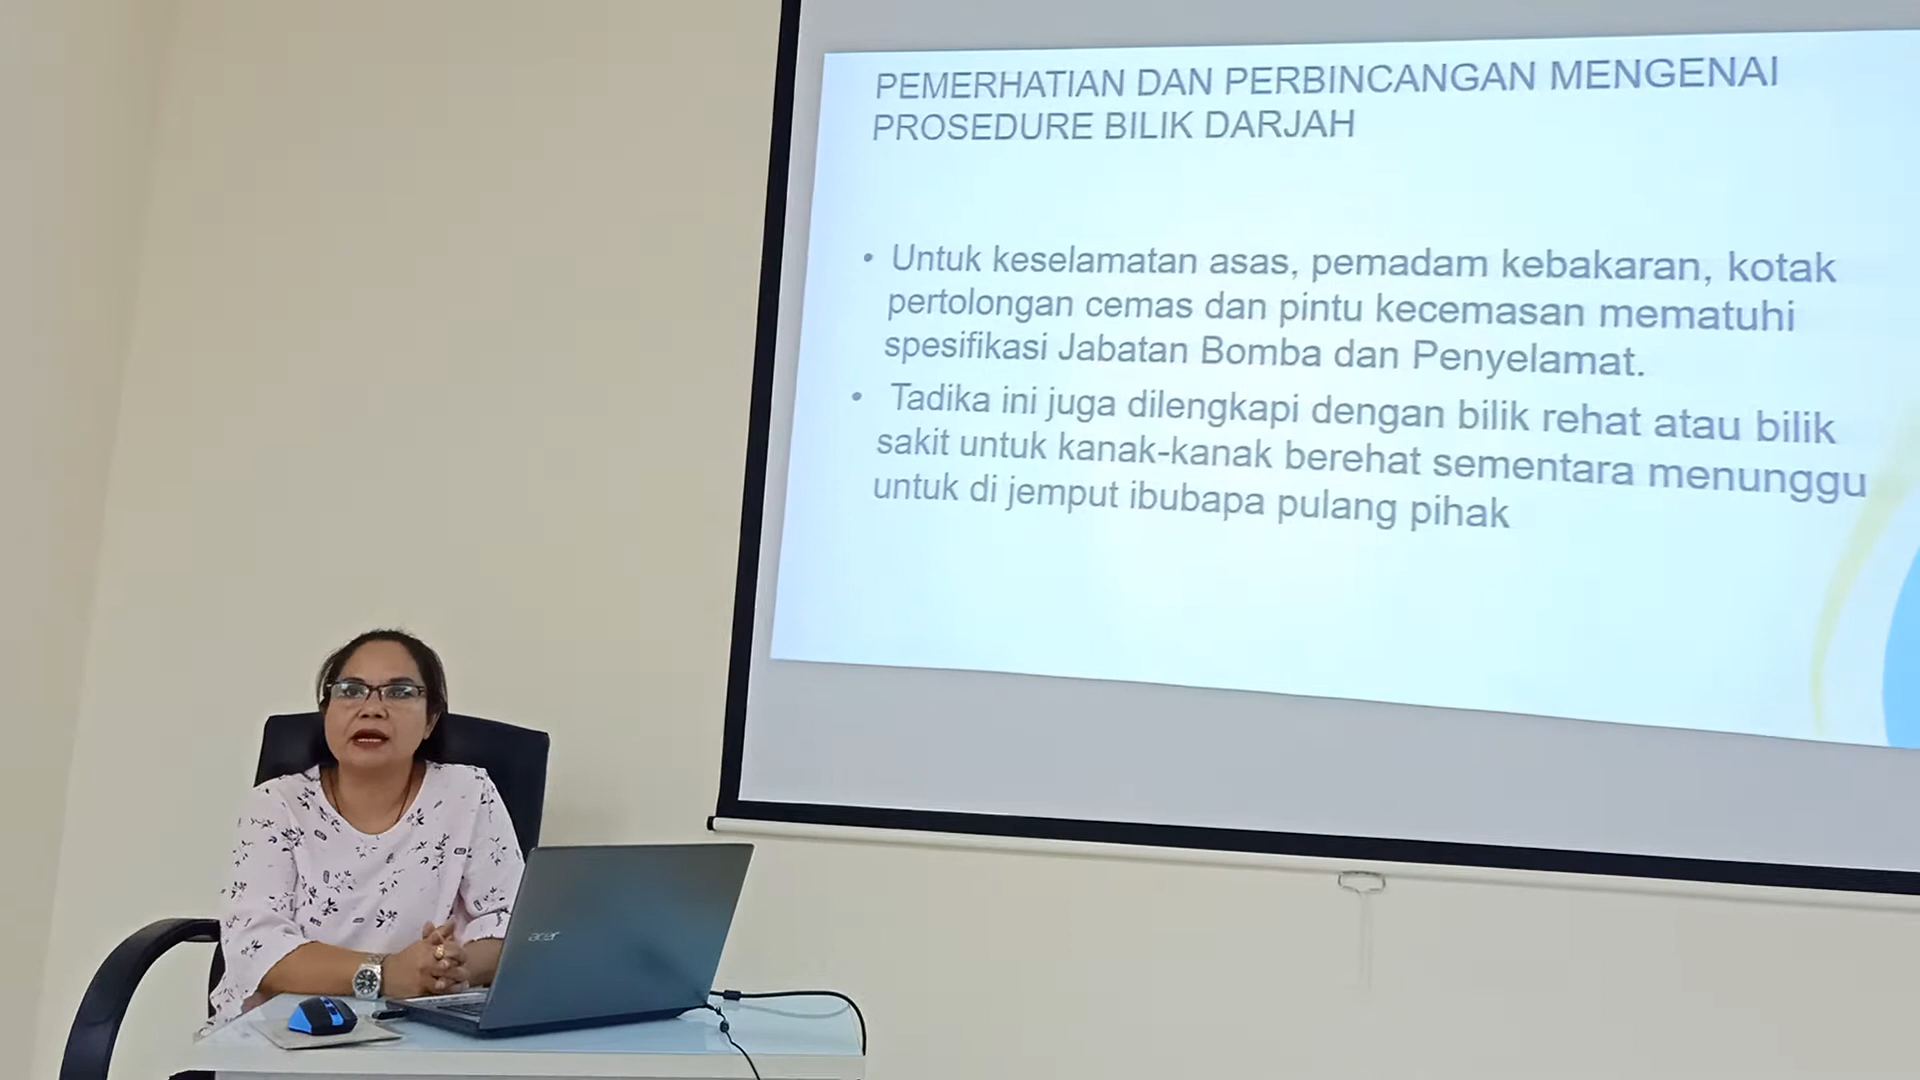 PEMERHATIAN DAN PERBINCANGAN MENGENAI
PROSEDURE BILIK DARJAH
• Untuk keselamatan asas, pemadam kebakaran, kotak
pertolongan cemas dan pintu kecemasan mematuhi
spesifikasi Jabatan Bomba dan Penyelamat.
• Tadika ini juga dilengkapi dengan bilik rehat atau bilik
sakit untuk kanak-kanak berehat sementara menunggu
untuk di jemput ibubapa pulang pihak
acer